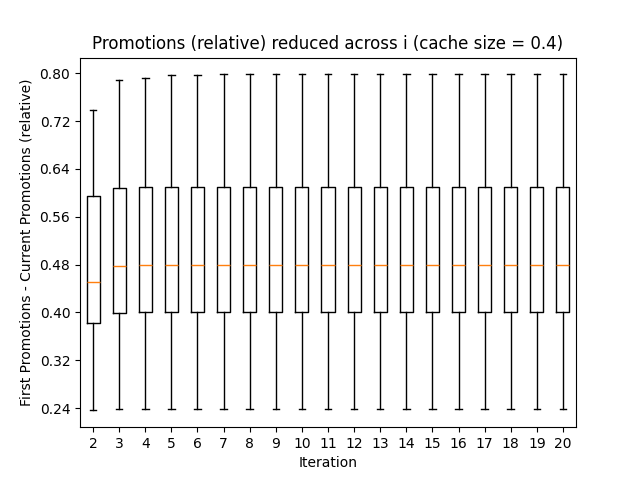 Promotions (relative) reduced across i (cache size = 0.4)
First Promotions - Current Promotions (relative)
0.80
0.72
0.64
0.56
0.48
0.40
0.32
0.24
2 3 4 5 6 7 8 9 10 11 12 13 14 15 16 17 18 19 20
Iteration